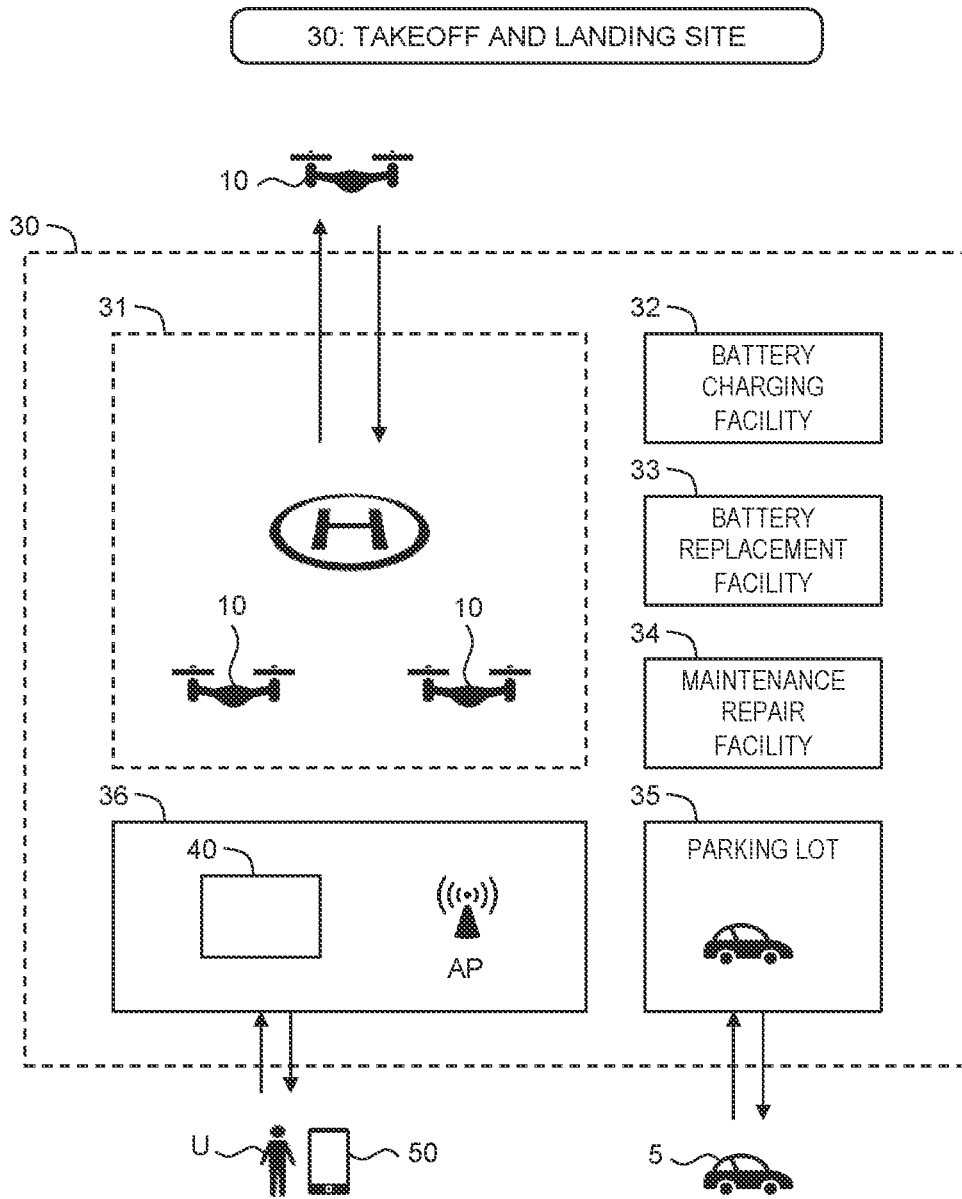 30: TAKEOFF AND LANDING SITE
10
30
31
32
BATTERY
CHARGING
FACILITY
H
33
BATTERY
REPLACEMENT
FACILITY
10
10
34
MAINTENANCE
REPAIR
FACILITY
36
35
40
PARKING LOT
AP
U
50
5